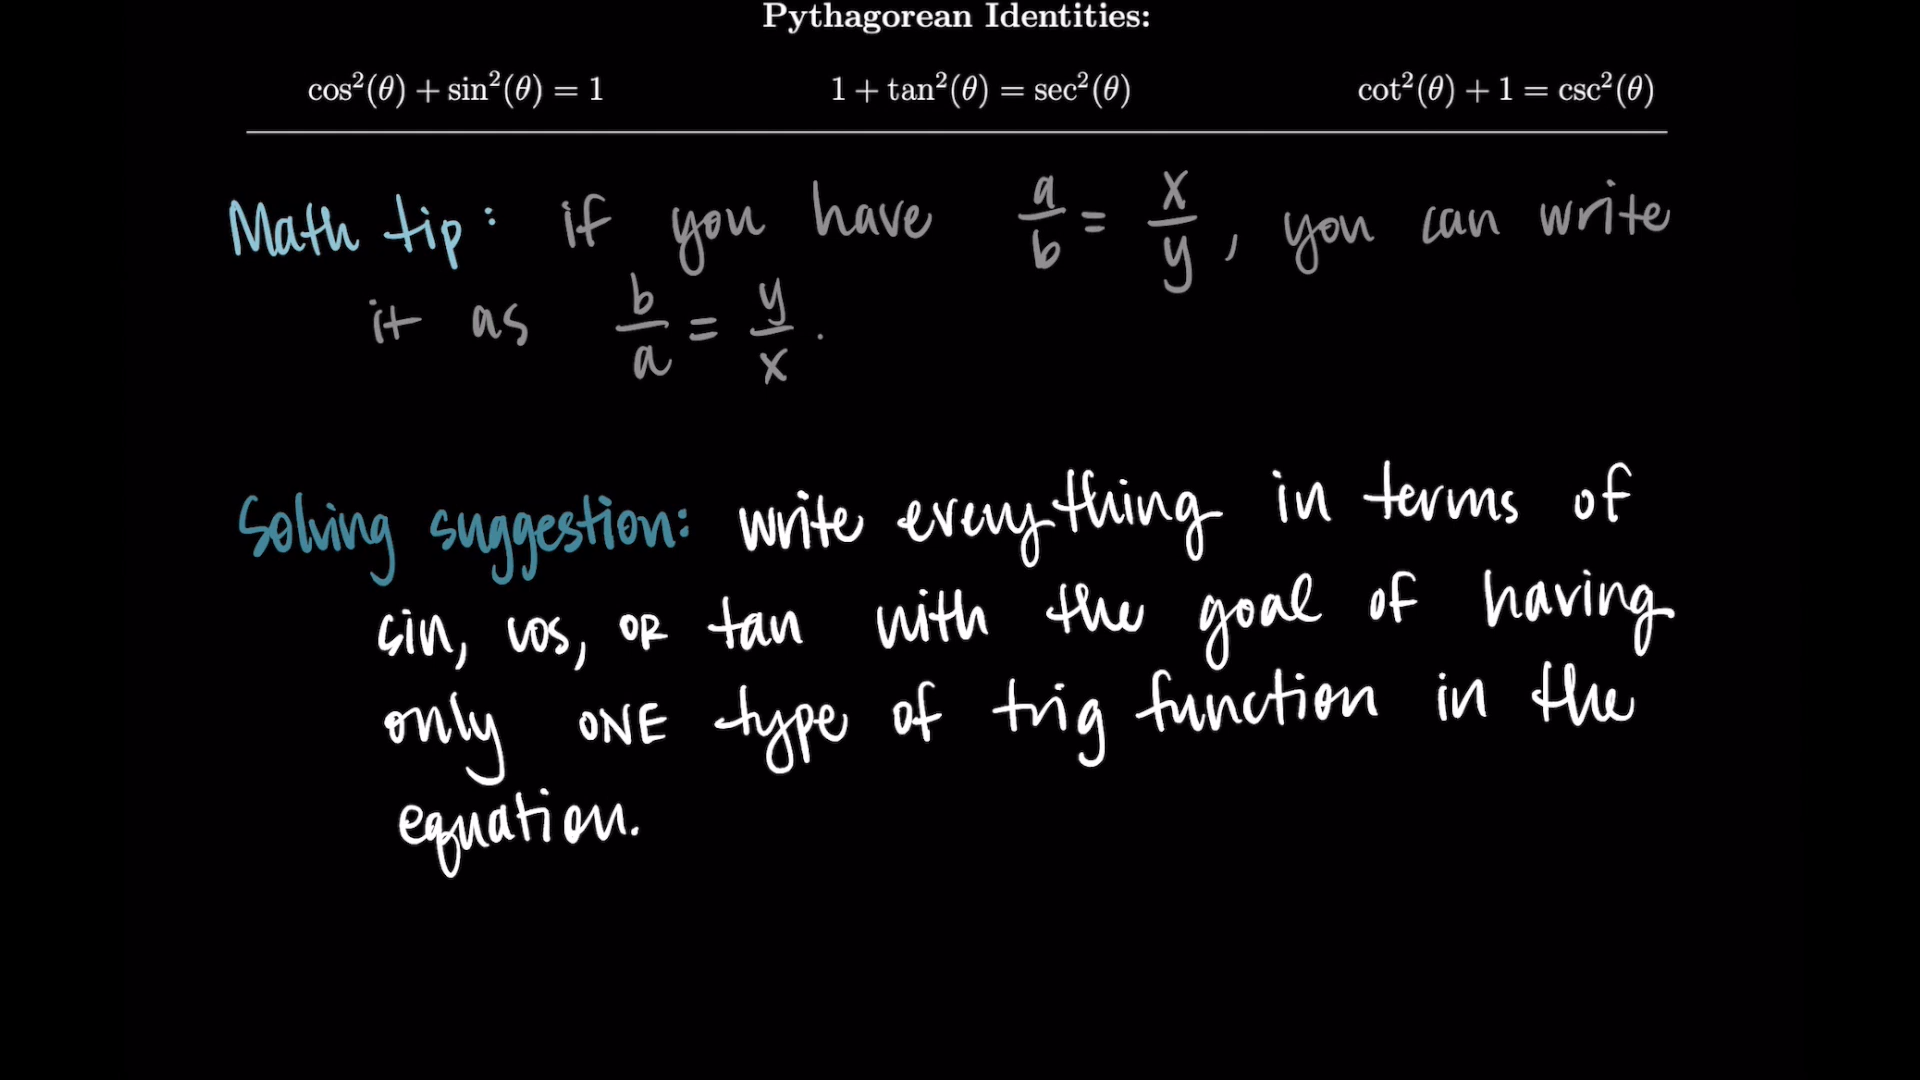 Pythagorean Identities:
cos²(θ) + sin²(θ) = 1 1 + tan²(θ) = sec²(θ) cot²(θ) + 1 = csc²(θ)
Math tip: if you have a/b = x/y, you can write
it as b/a = y/x.
Solving suggestion: write everything in terms of
sin, cos, OR tan with the goal of having
only ONE type of trig function in the
equation.